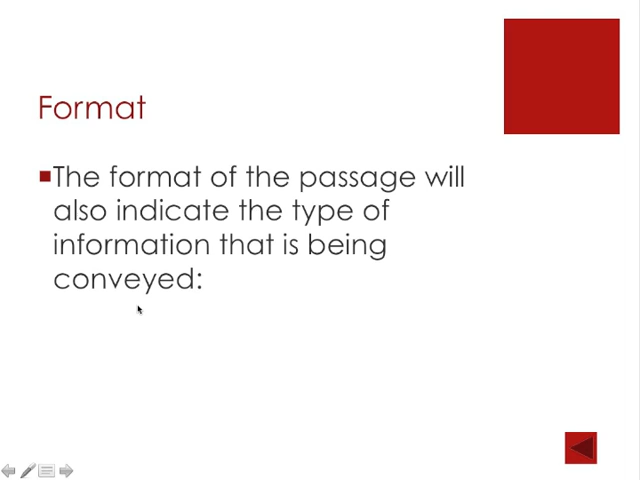 Format
The format of the passage will
also indicate the type of
information that is being
conveyed: